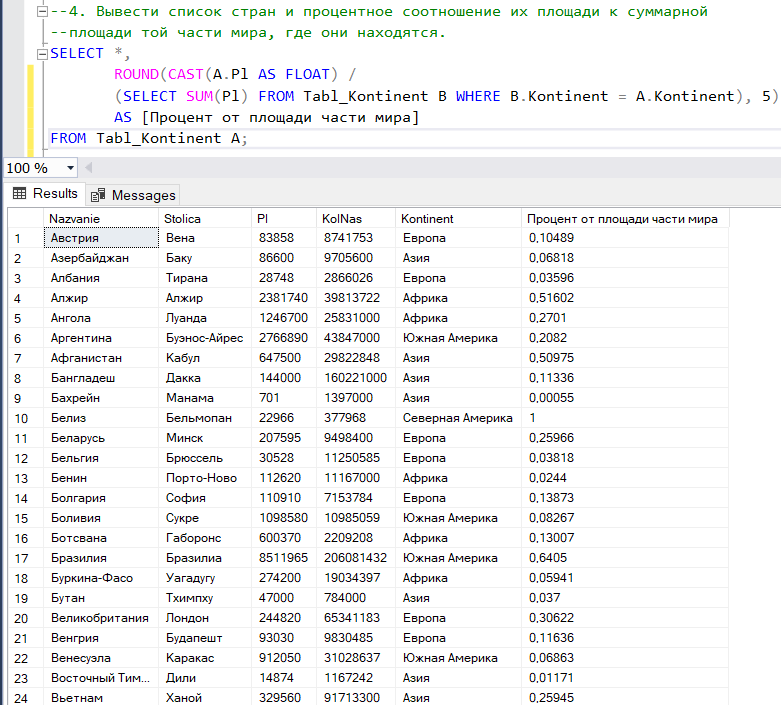 --4. Вывести список стран и процентное соотношение их площади к суммарной
--площади той части мира, где они находятся.
SELECT *,
ROUND(CAST(A.Pl AS FLOAT) /
(SELECT SUM(Pl) FROM Tabl_Kontinent B WHERE B.Kontinent = A.Kontinent), 5)
AS [Процент от площади части мира]
FROM Tabl_Kontinent A;
100 %
Results Messages
Nazvanie Stolica Pl KolNas Kontinent Процент от площади части мира
1 Австрия Вена 83858 8741753 Европа 0,10489
2 Азербайджан Баку 86600 9705600 Азия 0,06818
3 Албания Тирана 28748 2866026 Европа 0,03596
4 Алжир Алжир 2381740 39813722 Африка 0,51602
5 Ангола Луанда 1246700 25831000 Африка 0,2701
6 Аргентина Буэнос-Айрес 2766890 43847000 Южная Америка 0,2082
7 Афганистан Кабул 647500 29822848 Азия 0,50975
8 Бангладеш Дакка 144000 160221000 Азия 0,11336
9 Бахрейн Манама 701 1397000 Азия 0,00055
10 Белиз Бельмопан 22966 377968 Северная Америка 1
11 Беларусь Минск 207595 9498400 Европа 0,25966
12 Бельгия Брюссель 30528 11250585 Европа 0,03818
13 Бенин Порто-Ново 112620 11167000 Африка 0,0244
14 Болгария София 110910 7153784 Европа 0,13873
15 Боливия Сукре 1098580 10985059 Южная Америка 0,08267
16 Ботсвана Габоронс 600370 2209208 Африка 0,13007
17 Бразилия Бразилиа 8511965 206081432 Южная Америка 0,6405
18 Буркина-Фасо Уагадугу 274200 19034397 Африка 0,05941
19 Бутан Тхимпху 47000 784000 Азия 0,037
20 Великобритания Лондон 244820 65341183 Европа 0,30622
21 Венгрия Будапешт 93030 9830485 Европа 0,11636
22 Венесуэла Каракас 912050 31028637 Южная Америка 0,06863
23 Восточный Тим... Дили 14874 1167242 Азия 0,01171
24 Вьетнам Ханой 329560 91713300 Азия 0,25945